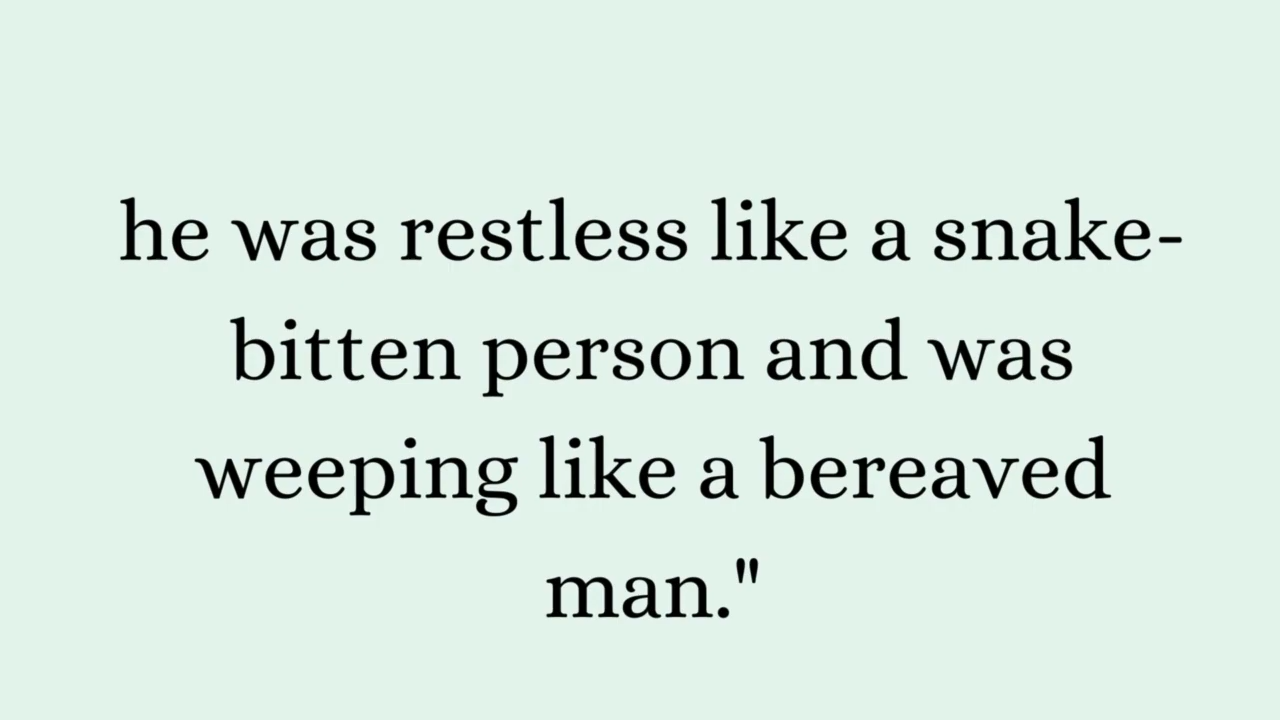 he was restless like a snake-
bitten person and was
weeping like a bereaved
man."